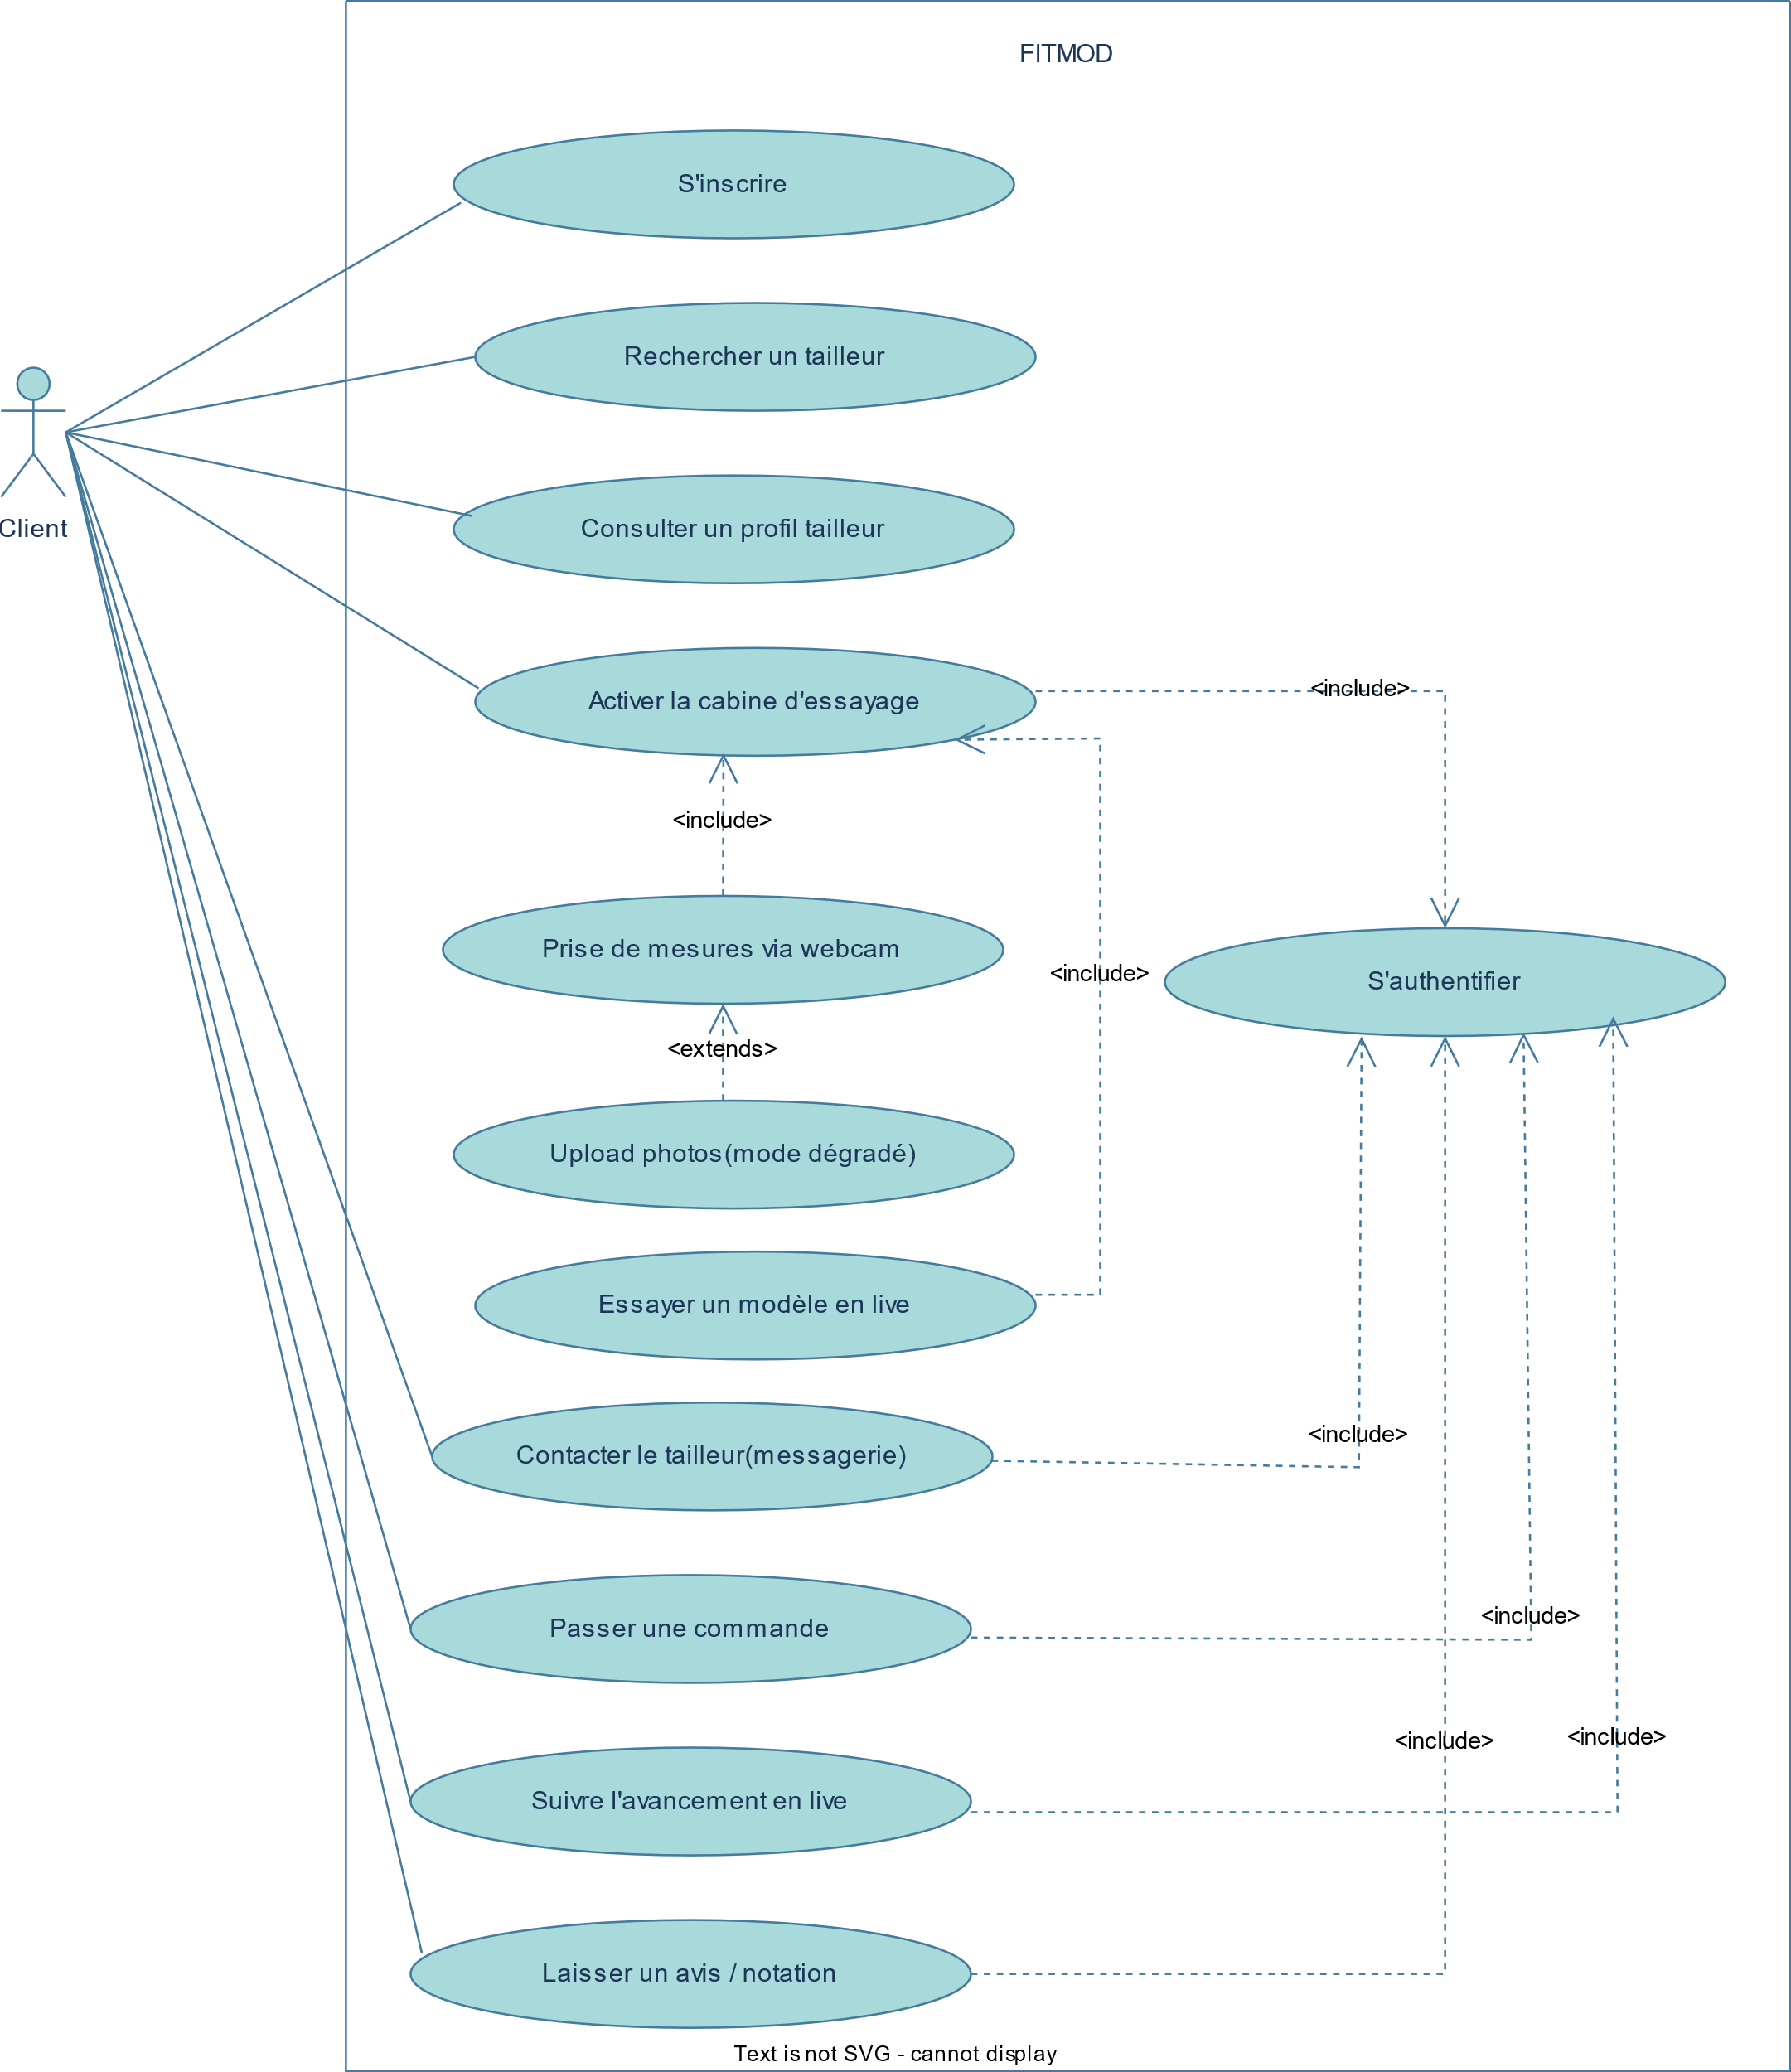 FITMOD
S'inscrire
Rechercher un tailleur
Client
Consulter un profil tailleur
Activer la cabine d'essayage
<include>
<include>
Prise de mesures via webcam
<include>
S'authentifier
<extends>
Upload photos(mode dégradé)
Essayer un modèle en live
Contacter le tailleur(messagerie)
<include>
Passer une commande
<include>
<include>
<include>
Suivre l'avancement en live
Laisser un avis / notation
Text is not SVG - cannot display